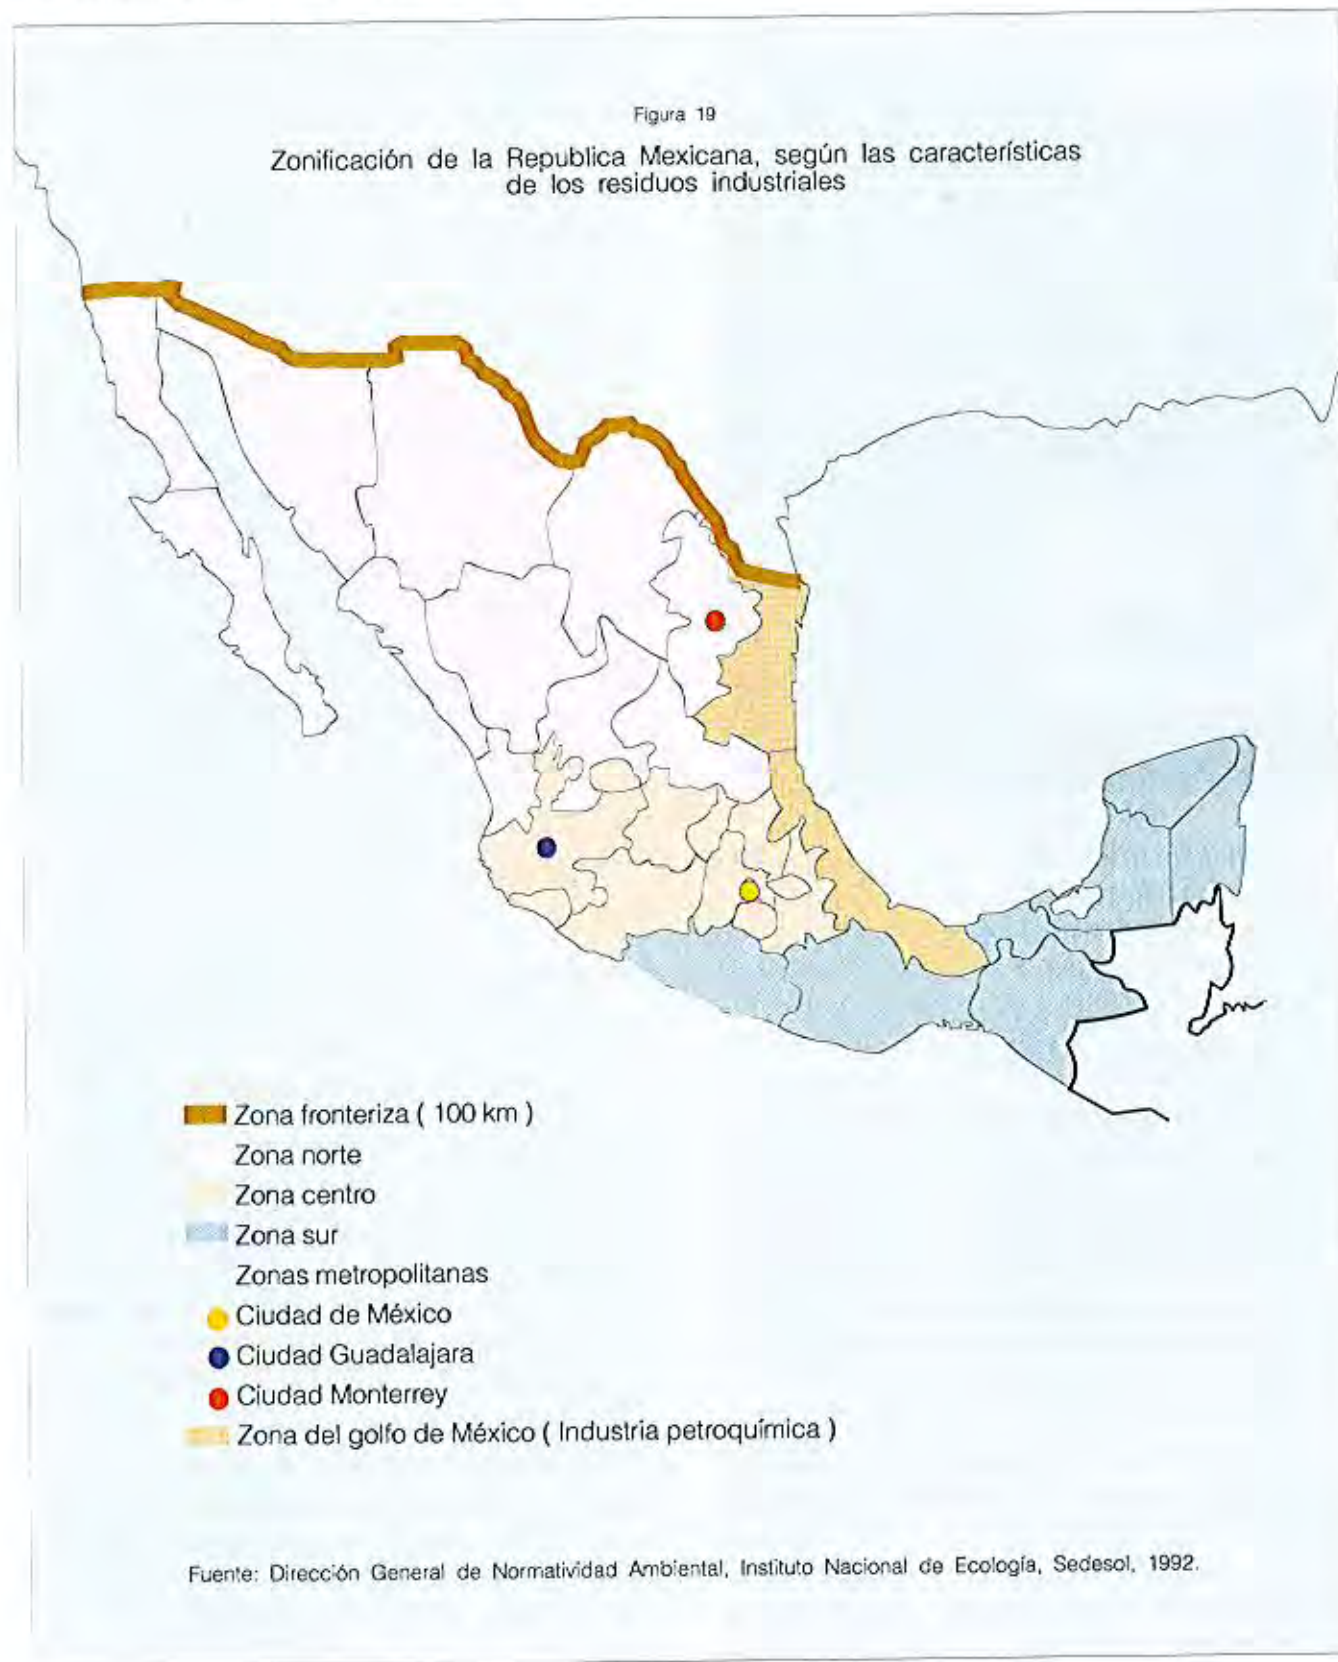 Figura 19
Zonificación de la Republica Mexicana, según las características
de los residuos industriales
Zona fronteriza ( 100 km )
Zona norte
Zona centro
Zona sur
Zonas metropolitanas
Ciudad de México
Ciudad Guadalajara
Ciudad Monterrey
Zona del golfo de México ( Industria petroquímica )
Fuente: Dirección General de Normatividad Ambiental, Instituto Nacional de Ecología, Sedesol, 1992.